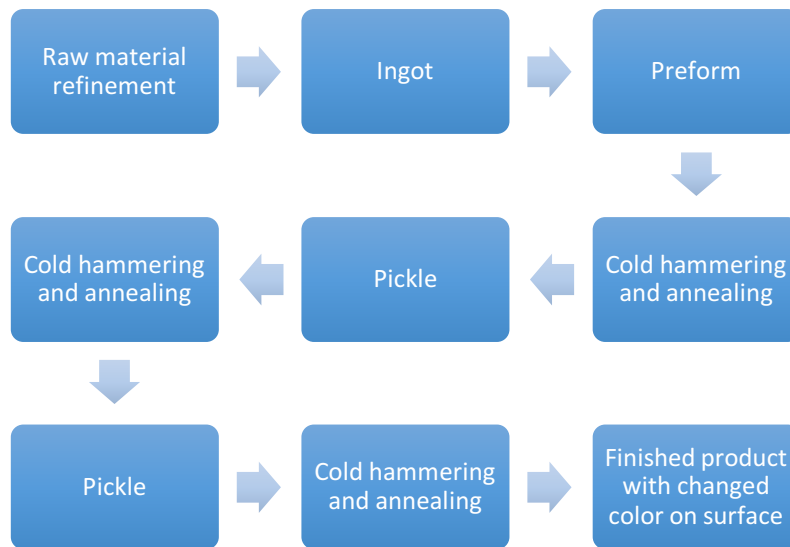 Raw material
refinement
Ingot
Preform
Cold hammering
and annealing
Pickle
Cold hammering
and annealing
Pickle
Cold hammering
and annealing
Finished product
with changed
color on surface